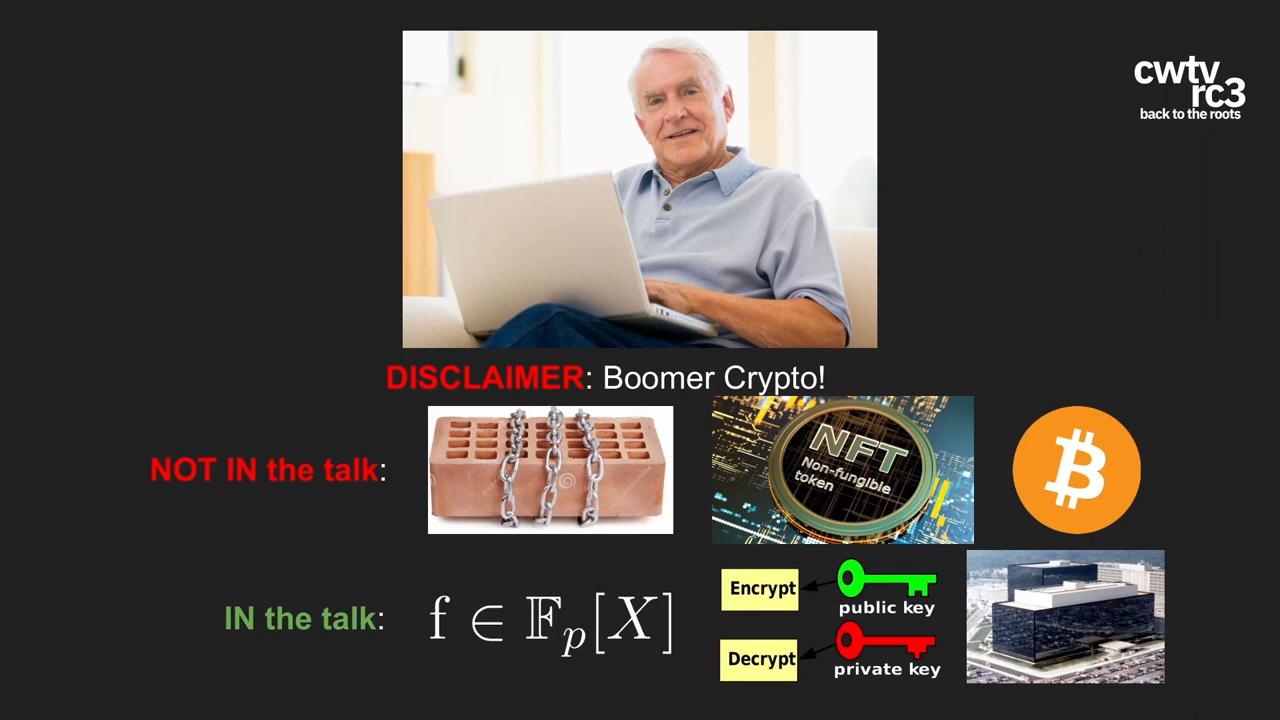 cwtv
rc3
back to the roots
DISCLAIMER: Boomer Crypto!
NOT IN the talk:
NFT
Non-fungible
token
IN the talk:
f ∈ 𝔽ₚ[X]
Encrypt
public key
Decrypt
private key